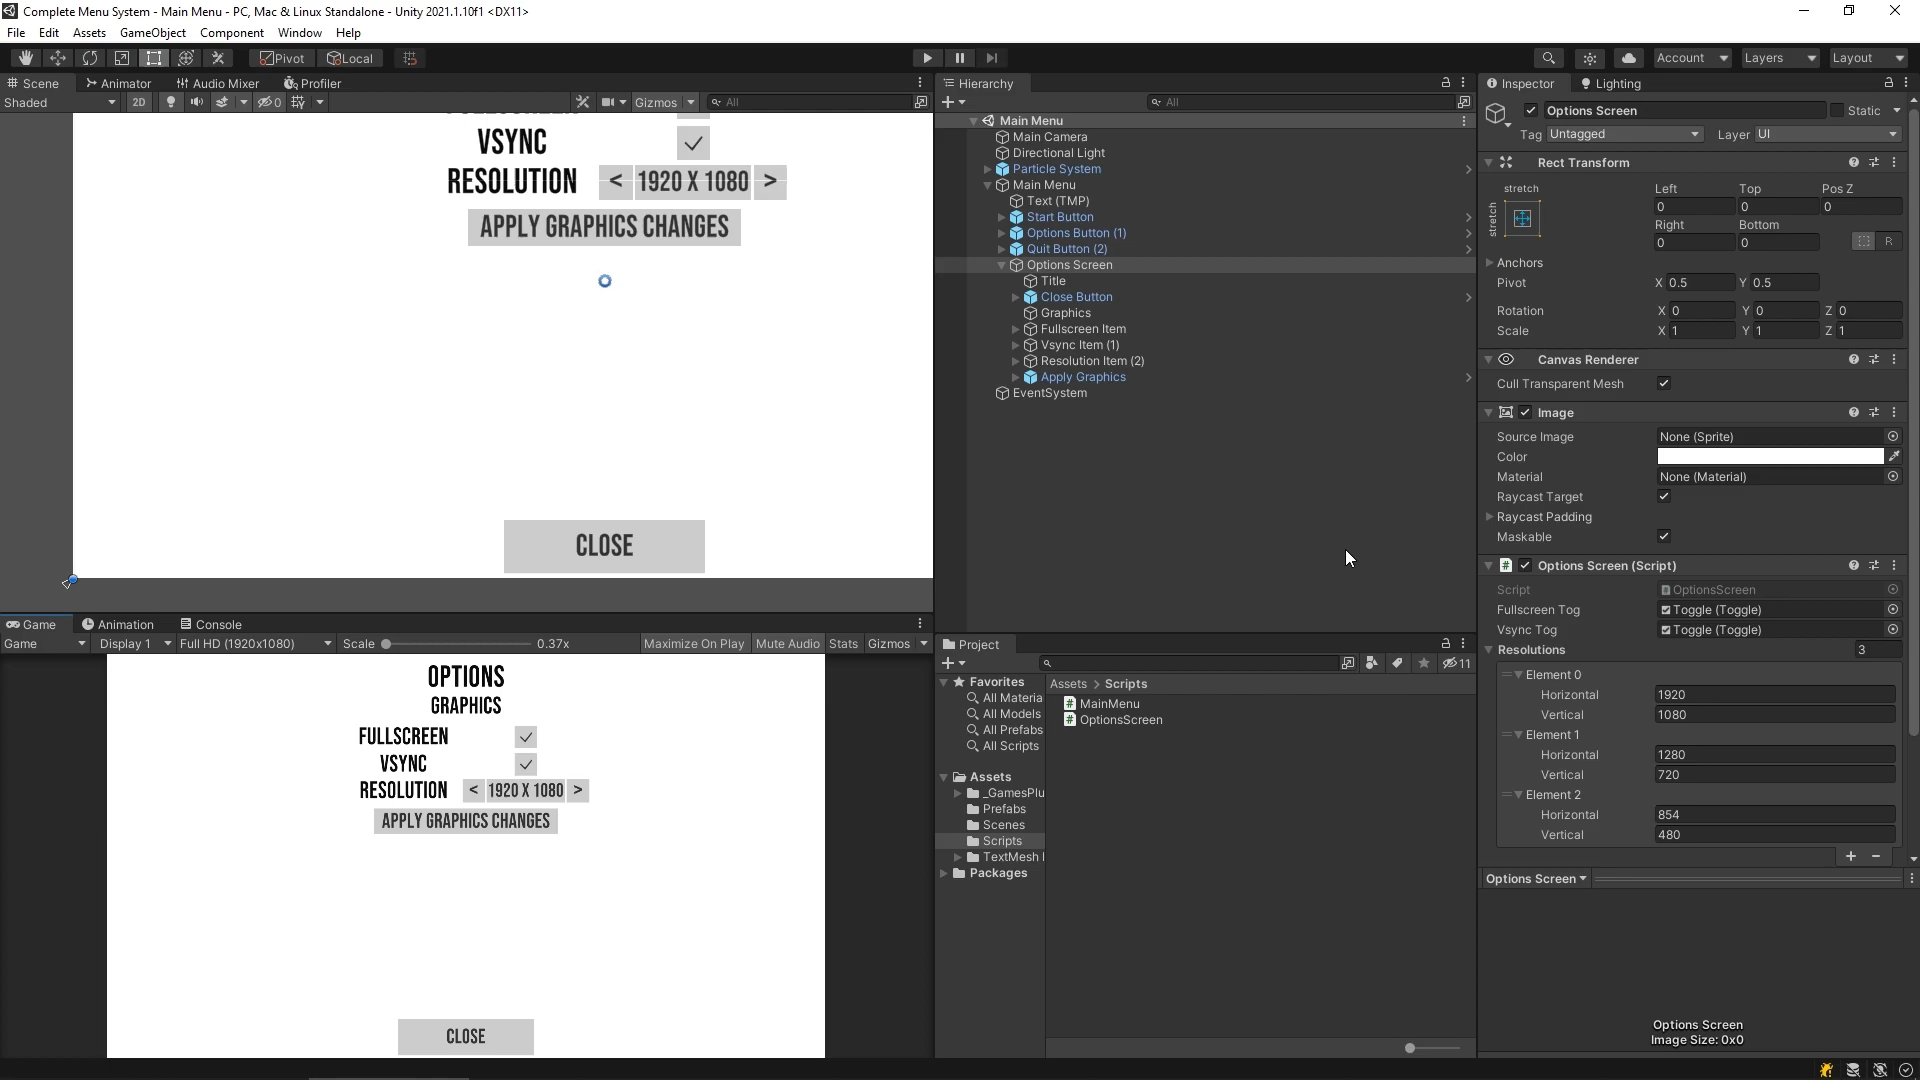 Complete Menu System - Main Menu - PC, Mac & Linux Standalone - Unity 2021.1.10f1 <DX11>
File Edit Assets GameObject Component Window Help
Pivot Local
Account Layers Layout
Scene Animator Audio Mixer Profiler
Shaded 2D 0 Gizmos All
VSYNC
RESOLUTION < 1920 X 1080 >
APPLY GRAPHICS CHANGES
CLOSE
Game Animation Console
Game Display 1 Full HD (1920x1080) Scale 0.37x Maximize On Play Mute Audio Stats Gizmos
OPTIONS
GRAPHICS
FULLSCREEN
VSYNC
RESOLUTION < 1920 X 1080 >
APPLY GRAPHICS CHANGES
CLOSE
Hierarchy
All
Main Menu
Main Camera
Directional Light
Particle System
Main Menu
Text (TMP)
Start Button
Options Button (1)
Quit Button (2)
Options Screen
Title
Close Button
Graphics
Fullscreen Item
Vsync Item (1)
Resolution Item (2)
Apply Graphics
EventSystem
Project
11
Favorites
All Materia
All Models
All Prefabs
All Scripts
Assets
_GamesPlu
Prefabs
Scenes
Scripts
TextMesh
Packages
Assets > Scripts
MainMenu
OptionsScreen
Inspector Lighting
Options Screen Static
Tag Untagged Layer UI
Rect Transform
stretch
stretch
Left Top Pos Z
0 0 0
Right Bottom
0 0 R
Anchors
Pivot X 0.5 Y 0.5
Rotation X 0 Y 0 Z 0
Scale X 1 Y 1 Z 1
Canvas Renderer
Cull Transparent Mesh
Image
Source Image None (Sprite)
Color
Material None (Material)
Raycast Target
Raycast Padding
Maskable
Options Screen (Script)
Script OptionsScreen
Fullscreen Tog Toggle (Toggle)
Vsync Tog Toggle (Toggle)
Resolutions 3
Element 0
Horizontal 1920
Vertical 1080
Element 1
Horizontal 1280
Vertical 720
Element 2
Horizontal 854
Vertical 480
Options Screen
Options Screen
Image Size: 0x0